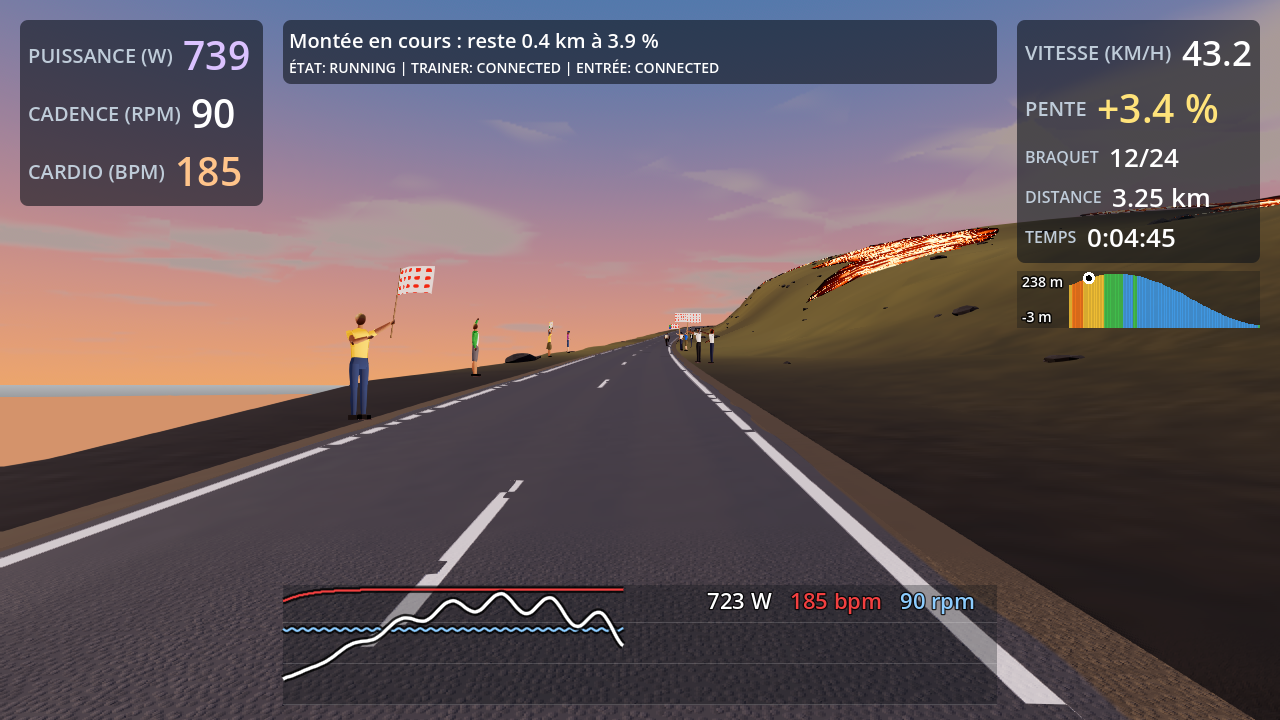 PUISSANCE (W) 739
CADENCE (RPM) 90
CARDIO (BPM) 185
Montée en cours : reste 0.4 km à 3.9 %
ÉTAT: RUNNING | TRAINER: CONNECTED | ENTRÉE: CONNECTED
VITESSE (KM/H) 43.2
PENTE +3.4 %
BRAQUET 12/24
DISTANCE 3.25 km
TEMPS 0:04:45
238 m
-3 m
723 W 185 bpm 90 rpm